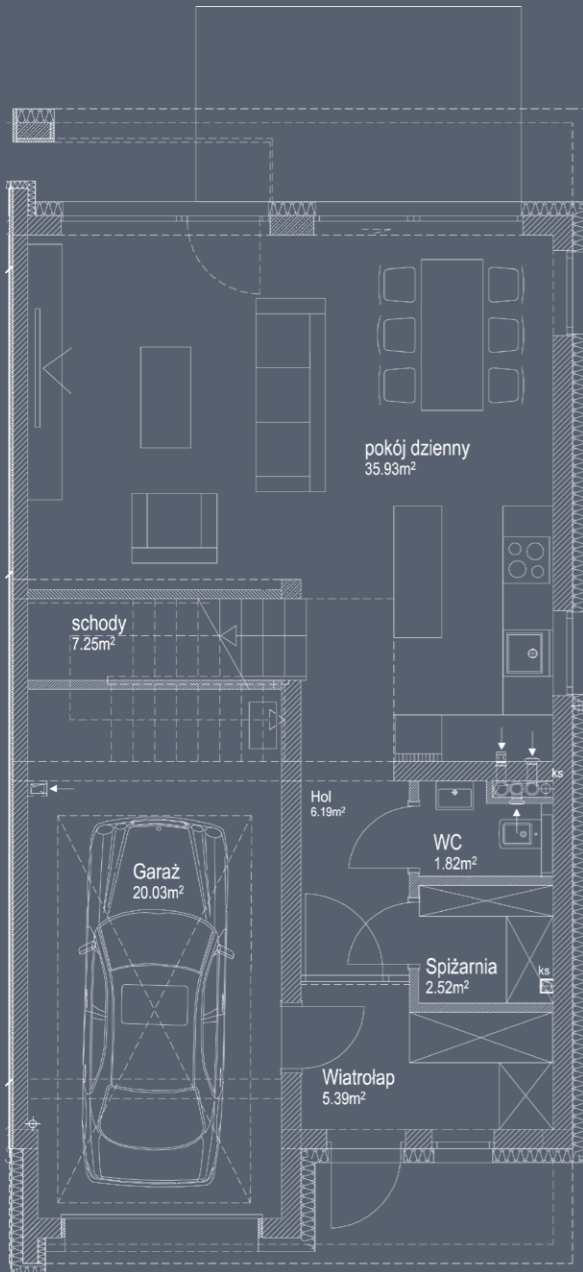 pokój dzienny
35.93m²
schody
7.25m²
ks
Hol
6.19m²
WC
1.82m²
Garaż
20.03m²
Spiżarnia
2.52m²
ks
Wiatrołap
5.39m²